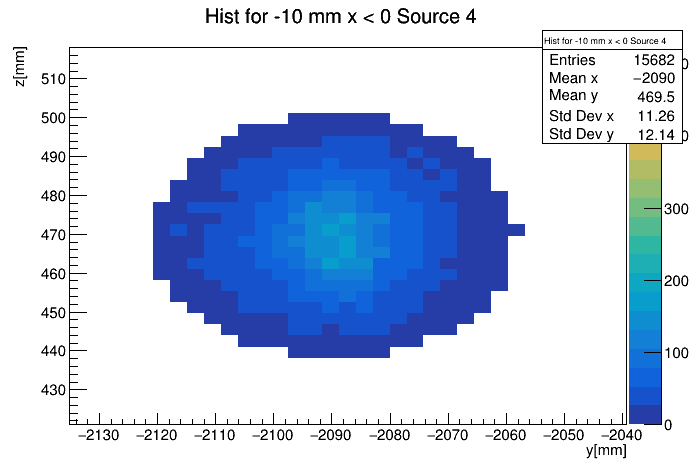 Hist for -10 mm x < 0 Source 4
Hist for -10 mm x < 0 Source 4
Entries 15682
Mean x −2090
Mean y 469.5
Std Dev x 11.26
Std Dev y 12.14
z[mm]
510
500
490
480
470
460
450
440
430
0
300
200
100
0
−2130 −2120 −2110 −2100 −2090 −2080 −2070 −2060 −2050 −2040
y[mm]